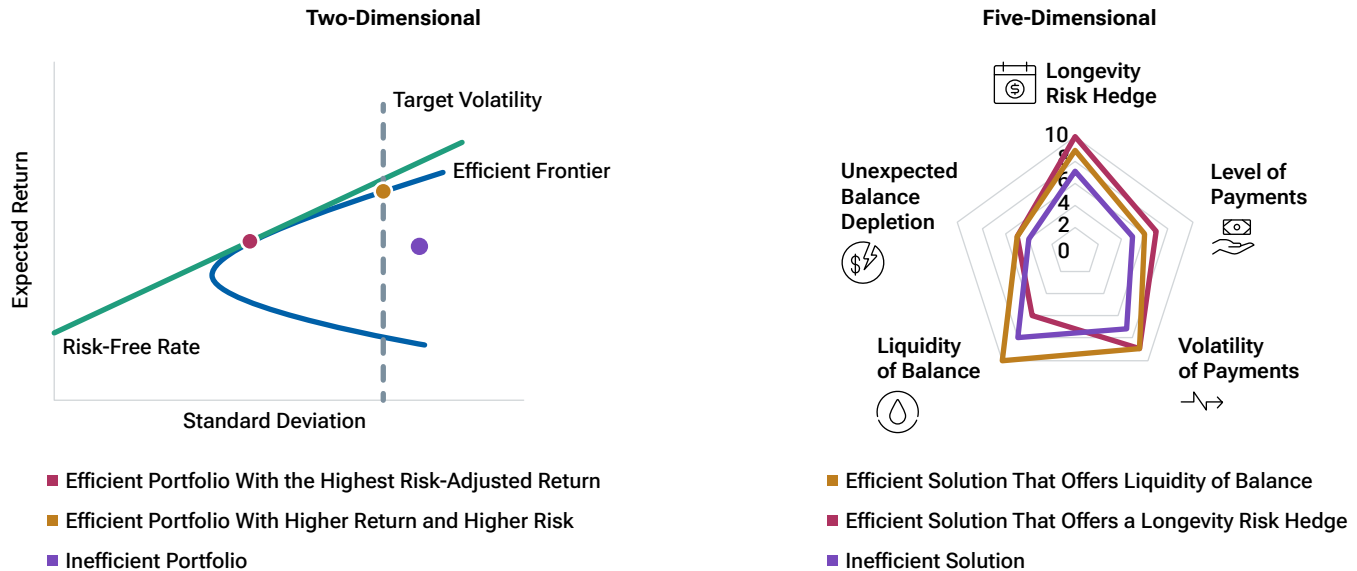 Two-Dimensional
Expected Return
Target Volatility
Efficient Frontier
Risk-Free Rate
Standard Deviation
Efficient Portfolio With the Highest Risk-Adjusted Return
Efficient Portfolio With Higher Return and Higher Risk
Inefficient Portfolio
Five-Dimensional
Longevity
Risk Hedge
10
8
6
4
2
0
Unexpected
Balance
Depletion
Level of
Payments
Liquidity
of Balance
Volatility
of Payments
Efficient Solution That Offers Liquidity of Balance
Efficient Solution That Offers a Longevity Risk Hedge
Inefficient Solution